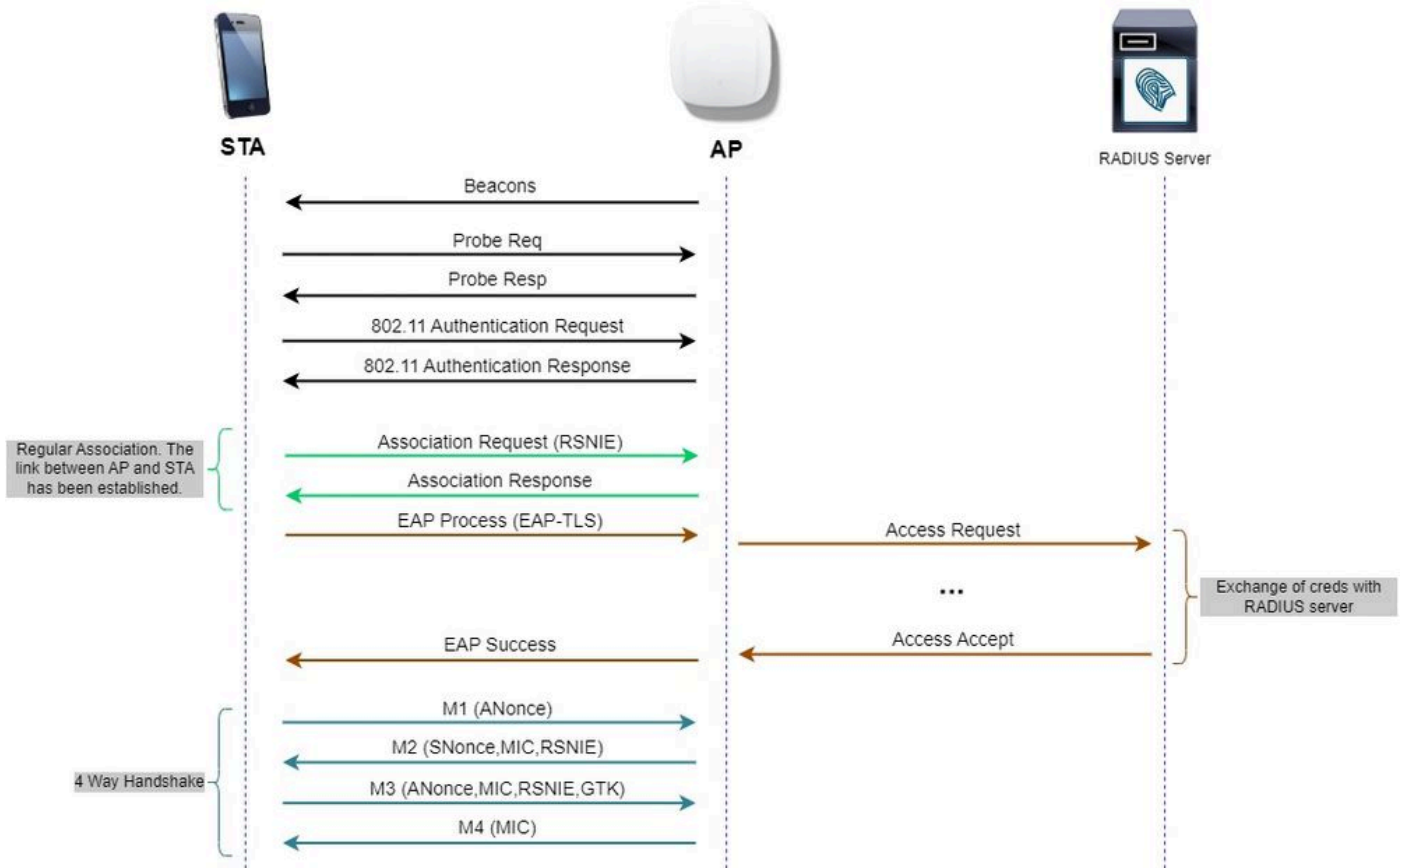 STA
AP
RADIUS Server
Beacons
Probe Req
Probe Resp
802.11 Authentication Request
802.11 Authentication Response
Regular Association. The
link between AP and STA
has been established.
Association Request (RSNIE)
Association Response
EAP Process (EAP-TLS)
Access Request
...
Exchange of creds with
RADIUS server
EAP Success
Access Accept
4 Way Handshake
M1 (ANonce)
M2 (SNonce,MIC,RSNIE)
M3 (ANonce,MIC,RSNIE,GTK)
M4 (MIC)